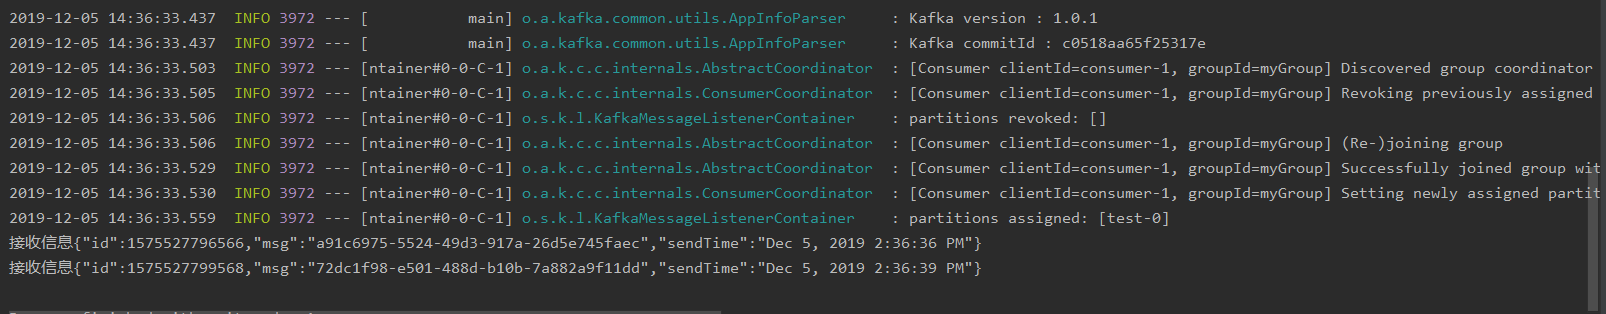 2019-12-05 14:36:33.437  INFO 3972 --- [           main] o.a.kafka.common.utils.AppInfoParser     : Kafka version : 1.0.1
2019-12-05 14:36:33.437  INFO 3972 --- [           main] o.a.kafka.common.utils.AppInfoParser     : Kafka commitId : c0518aa65f25317e
2019-12-05 14:36:33.503  INFO 3972 --- [ntainer#0-0-C-1] o.a.k.c.c.internals.AbstractCoordinator  : [Consumer clientId=consumer-1, groupId=myGroup] Discovered group coordinator
2019-12-05 14:36:33.505  INFO 3972 --- [ntainer#0-0-C-1] o.a.k.c.c.internals.ConsumerCoordinator  : [Consumer clientId=consumer-1, groupId=myGroup] Revoking previously assigned
2019-12-05 14:36:33.506  INFO 3972 --- [ntainer#0-0-C-1] o.s.k.l.KafkaMessageListenerContainer    : partitions revoked: []
2019-12-05 14:36:33.506  INFO 3972 --- [ntainer#0-0-C-1] o.a.k.c.c.internals.AbstractCoordinator  : [Consumer clientId=consumer-1, groupId=myGroup] (Re-)joining group
2019-12-05 14:36:33.529  INFO 3972 --- [ntainer#0-0-C-1] o.a.k.c.c.internals.AbstractCoordinator  : [Consumer clientId=consumer-1, groupId=myGroup] Successfully joined group wit
2019-12-05 14:36:33.530  INFO 3972 --- [ntainer#0-0-C-1] o.a.k.c.c.internals.ConsumerCoordinator  : [Consumer clientId=consumer-1, groupId=myGroup] Setting newly assigned partit
2019-12-05 14:36:33.559  INFO 3972 --- [ntainer#0-0-C-1] o.s.k.l.KafkaMessageListenerContainer    : partitions assigned: [test-0]
接收信息{"id":1575527796566,"msg":"a91c6975-5524-49d3-917a-26d5e745faec","sendTime":"Dec 5, 2019 2:36:36 PM"}
接收信息{"id":1575527799568,"msg":"72dc1f98-e501-488d-b10b-7a882a9f11dd","sendTime":"Dec 5, 2019 2:36:39 PM"}